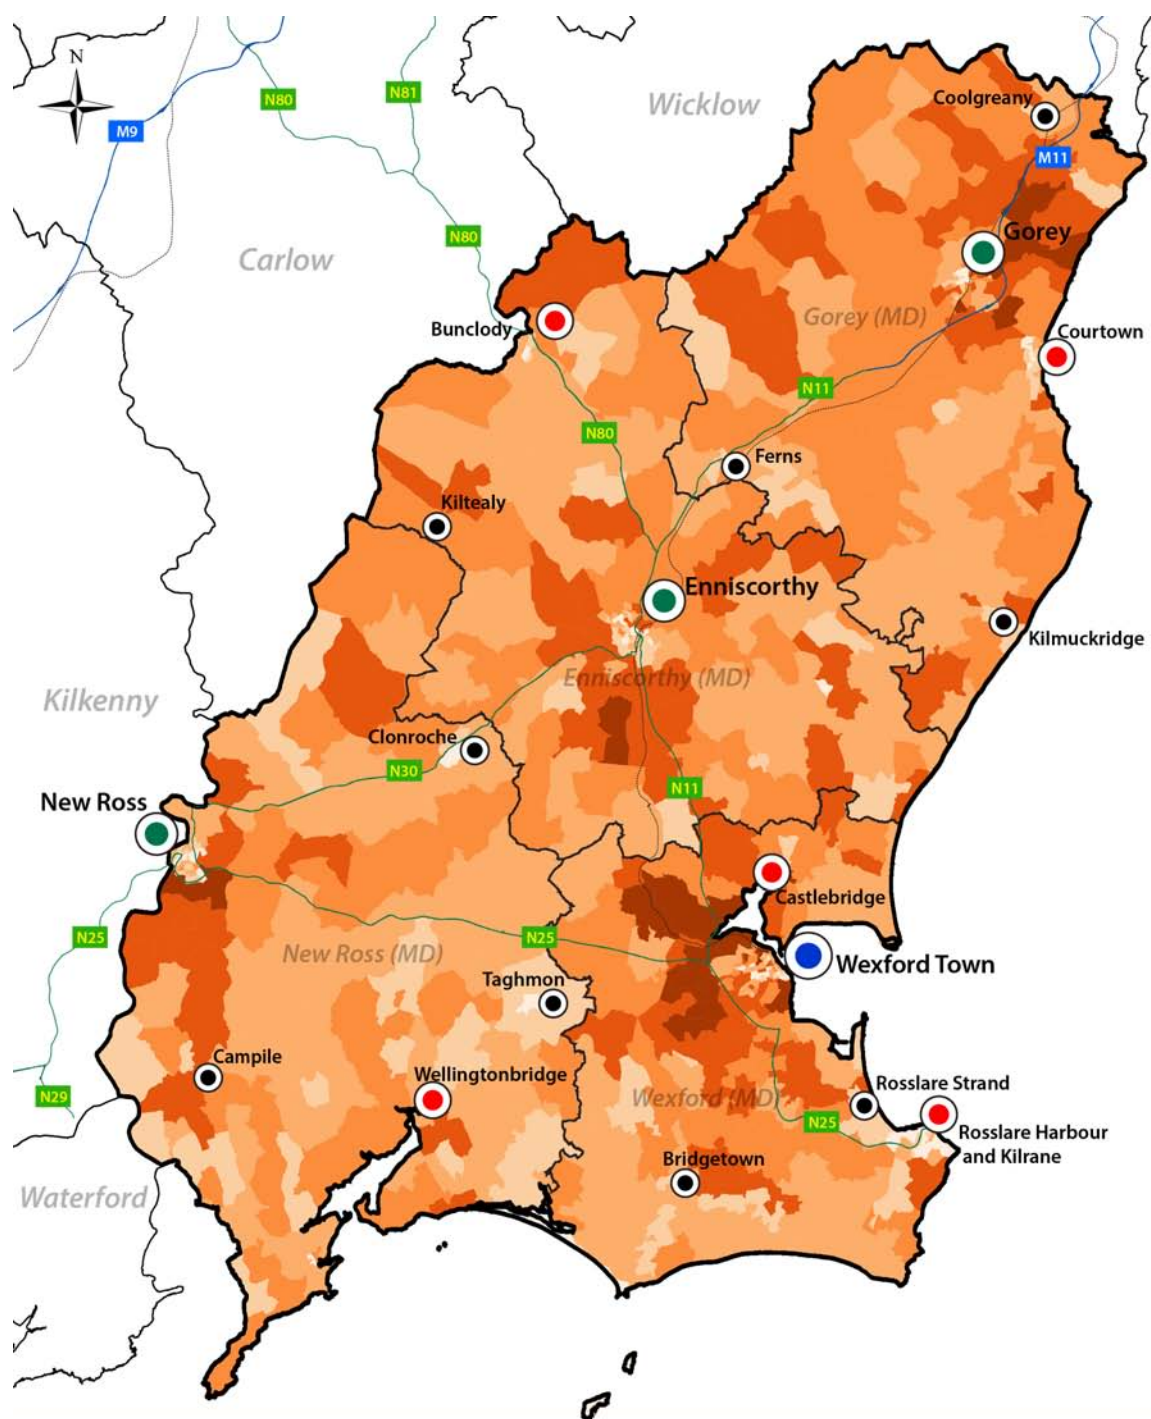 N
N80
N81
M9
Wicklow
Coolgreany
M11
N80
Carlow
Gorey
Bunclody
Gorey (MD)
Courtown
N11
N80
Ferns
Kiltealy
Enniscorthy
Kilmuckridge
Enniscorthy (MD)
Kilkenny
Clonroche
N30
N11
New Ross
Castlebridge
N25
N25
New Ross (MD)
Wexford Town
Taghmon
Campile
Wellingtonbridge
Rosslare Strand
N29
Wexford (MD)
N25
Rosslare Harbour
and Kilrane
Bridgetown
Waterford